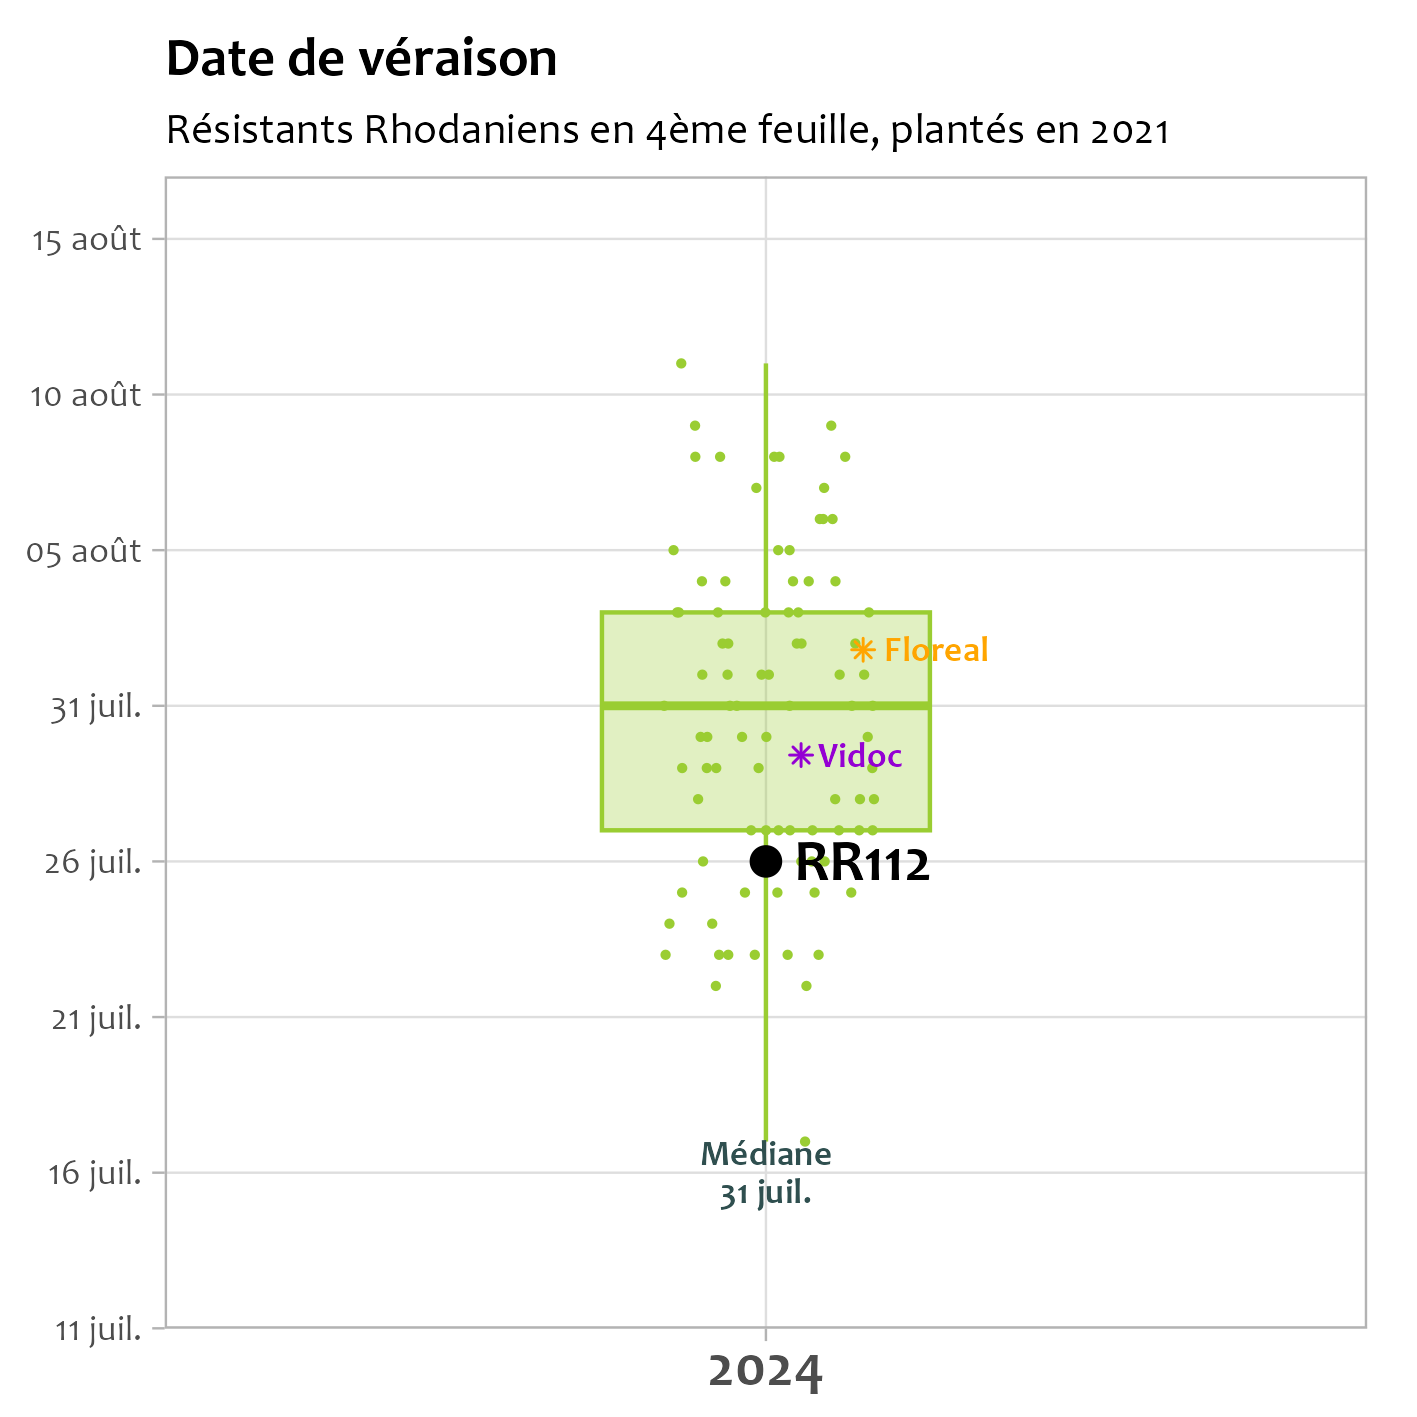 Date de véraison
Résistants Rhodaniens en 4ème feuille, plantés en 2021
15 août
10 août
05 août
Floreal
31 juil.
Vidoc
26 juil.
RR112
21 juil.
16 juil.
Médiane
31 juil.
11 juil.
2024